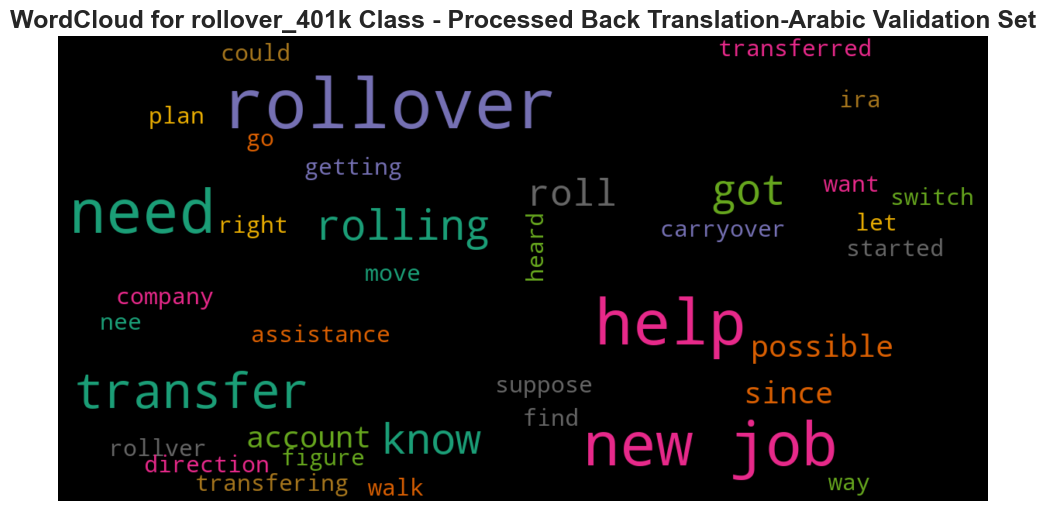 WordCloud for rollover_401k Class - Processed Back Translation-Arabic Validation Set
could
transferred
rollover
ira
plan
go
getting
need
right
rolling
roll
heard
got
want
switch
carryover
let
started
move
company
nee
assistance
help
possible
transfer
suppose
since
find
account
know
new job
rollver
direction
figure
transfering
walk
way